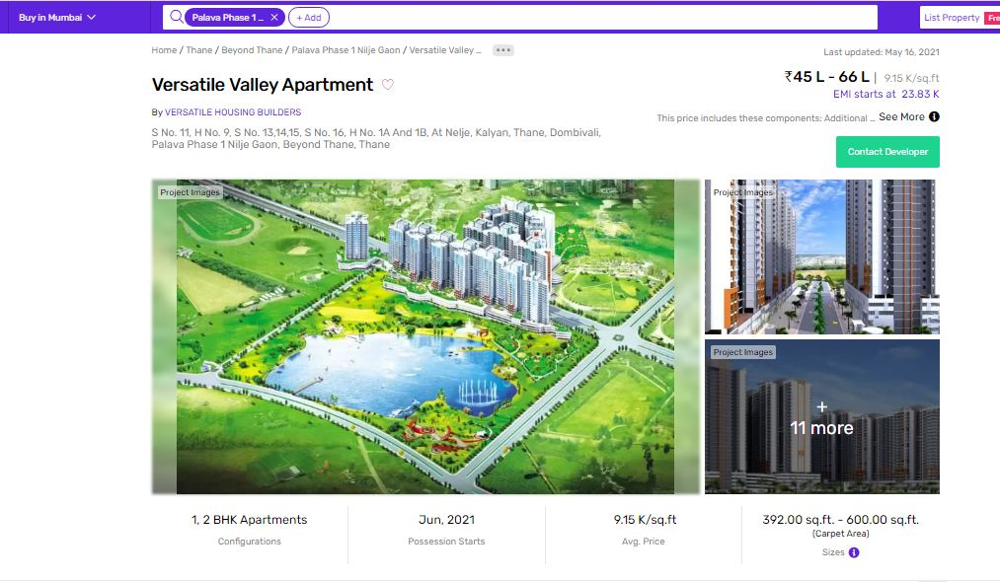 Buy in Mumbai
Palava Phase 1 ...
+ Add
List Property
Fre
Home / Thane / Beyond Thane / Palava Phase 1 Nilje Gaon / Versatile Valley ...
Last updated: May 16, 2021
Versatile Valley Apartment
₹45 L - 66 L | 9.15 K/sq.ft
EMI starts at 23.83 K
By VERSATILE HOUSING BUILDERS
This price includes these components: Additional ... See More
S No. 11, H No. 9, S No. 13,14,15, S No. 16, H No. 1A And 1B, At Nelje, Kalyan, Thane, Dombivali,
Palava Phase 1 Nilje Gaon, Beyond Thane, Thane
Contact Developer
Project Images
Project Images
Project Images
+
11 more
1, 2 BHK Apartments
Configurations
Jun, 2021
Possession Starts
9.15 K/sq.ft
Avg. Price
392.00 sq.ft. - 600.00 sq.ft.
(Carpet Area)
Sizes